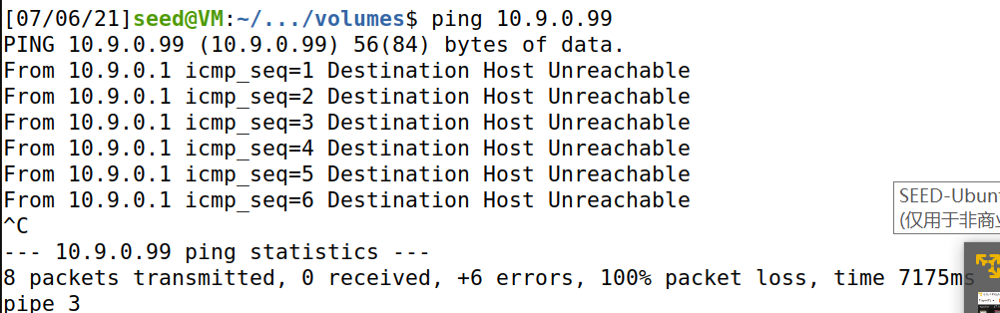 [07/06/21]seed@VM:~/.../volumes$ ping 10.9.0.99
PING 10.9.0.99 (10.9.0.99) 56(84) bytes of data.
From 10.9.0.1 icmp_seq=1 Destination Host Unreachable
From 10.9.0.1 icmp_seq=2 Destination Host Unreachable
From 10.9.0.1 icmp_seq=3 Destination Host Unreachable
From 10.9.0.1 icmp_seq=4 Destination Host Unreachable
From 10.9.0.1 icmp_seq=5 Destination Host Unreachable
From 10.9.0.1 icmp_seq=6 Destination Host Unreachable
^C
--- 10.9.0.99 ping statistics ---
8 packets transmitted, 0 received, +6 errors, 100% packet loss, time 7175ms
pipe 3
SEED-Ubun
(仅用于非商